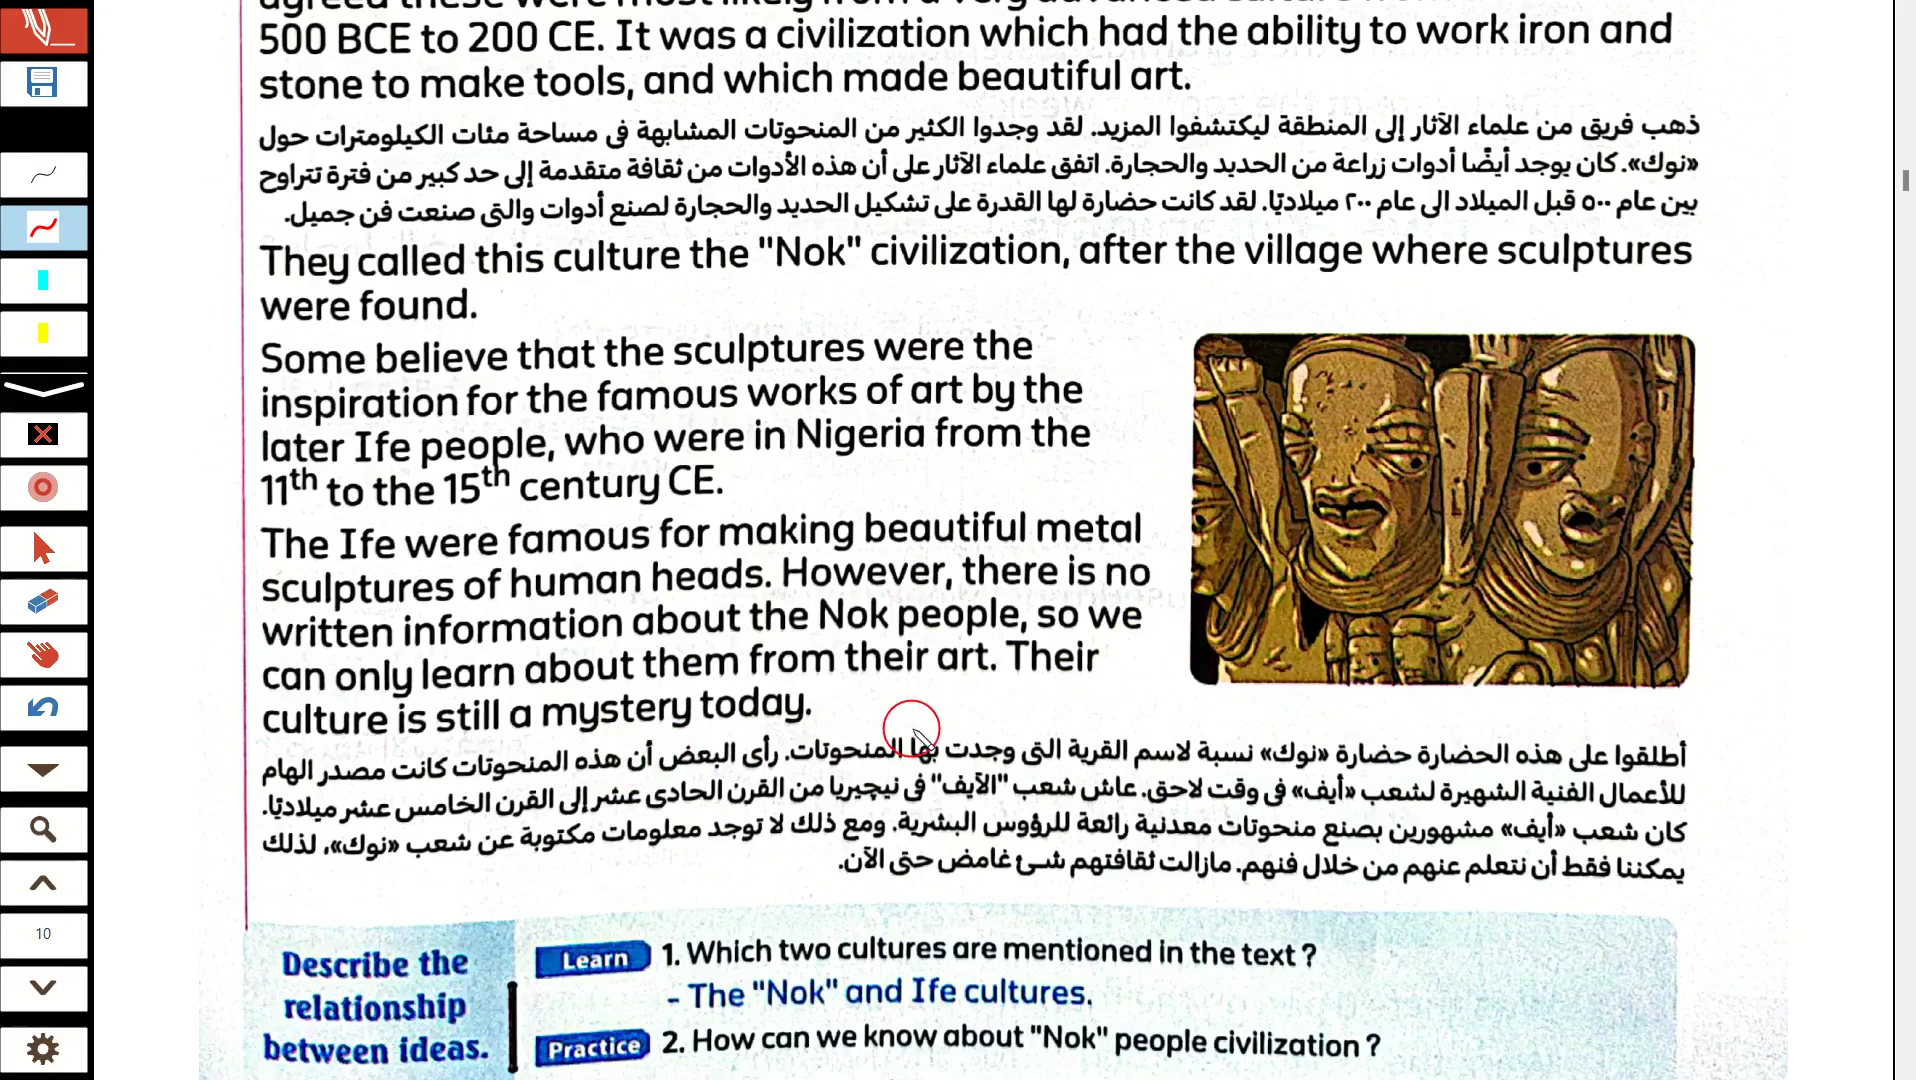 500 BCE to 200 CE. It was a civilization which had the ability to work iron and
stone to make tools, and which made beautiful art.
ذهب فريق من علماء الآثار إلى المنطقة ليكتشفوا المزيد. لقد وجدوا الكثير من المنحوتات المشابهة فى مساحة مئات الكيلومترات حول
«نوك». كان يوجد أيضًا أدوات زراعة من الحديد والحجارة. اتفق علماء الآثار على أن هذه الأدوات من ثقافة متقدمة إلى حد كبير من فترة تتراوح
بين عام ٥٠٠ قبل الميلاد الى عام ٢٠٠ ميلاديًا. لقد كانت حضارة لها القدرة على تشكيل الحديد والحجارة لصنع أدوات والتى صنعت فن جميل.
They called this culture the "Nok" civilization, after the village where sculptures
were found.
Some believe that the sculptures were the
inspiration for the famous works of art by the
later Ife people, who were in Nigeria from the
11th to the 15th century CE.
The Ife were famous for making beautiful metal
sculptures of human heads. However, there is no
written information about the Nok people, so we
can only learn about them from their art. Their
culture is still a mystery today.
أطلقوا على هذه الحضارة حضارة «نوك» نسبة لاسم القرية التى وجدت بها المنحوتات. رأى البعض أن هذه المنحوتات كانت مصدر الهام
للأعمال الفنية الشهيرة لشعب «أيف» فى وقت لاحق. عاش شعب "الآيف" فى نيجيريا من القرن الحادى عشر إلى القرن الخامس عشر ميلاديًا.
كان شعب «أيف» مشهورين بصنع منحوتات معدنية رائعة للرؤوس البشرية. ومع ذلك لا توجد معلومات مكتوبة عن شعب «نوك»، لذلك
يمكننا فقط أن نتعلم عنهم من خلال فنهم. مازالت ثقافتهم شئ غامض حتى الآن.
Describe the
relationship
between ideas.
Learn 1. Which two cultures are mentioned in the text ?
- The "Nok" and Ife cultures.
Practice 2. How can we know about "Nok" people civilization ?
10